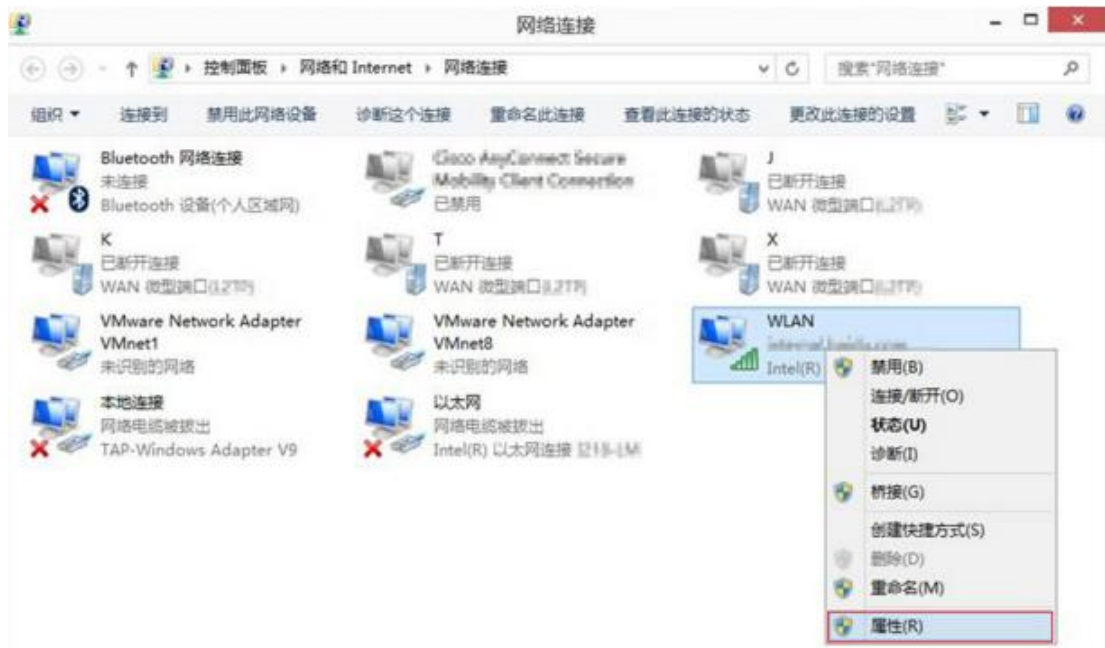 网络连接
控制面板 网络和 Internet 网络连接
搜索"网络连接"
组织 连接到 禁用此网络设备 诊断这个连接 重命名此连接 查看此连接的状态 更改此连接的设置
Bluetooth 网络连接
未连接
Bluetooth 设备(个人区域网)
Cisco AnyConnect Secure
Mobility Client Connection
已禁用
J
已断开连接
WAN 微型端口(L2TP)
K
已断开连接
WAN 微型端口(L2TP)
T
已断开连接
WAN 微型端口(L2TP)
X
已断开连接
WAN 微型端口(L2TP)
VMware Network Adapter
VMnet1
未识别的网络
VMware Network Adapter
VMnet8
未识别的网络
WLAN
Intel(R)
本地连接
网络电缆被拔出
TAP-Windows Adapter V9
以太网
网络电缆被拔出
Intel(R) 以太网连接
禁用(B)
连接/断开(O)
状态(U)
诊断(I)
桥接(G)
创建快捷方式(S)
删除(D)
重命名(M)
属性(R)